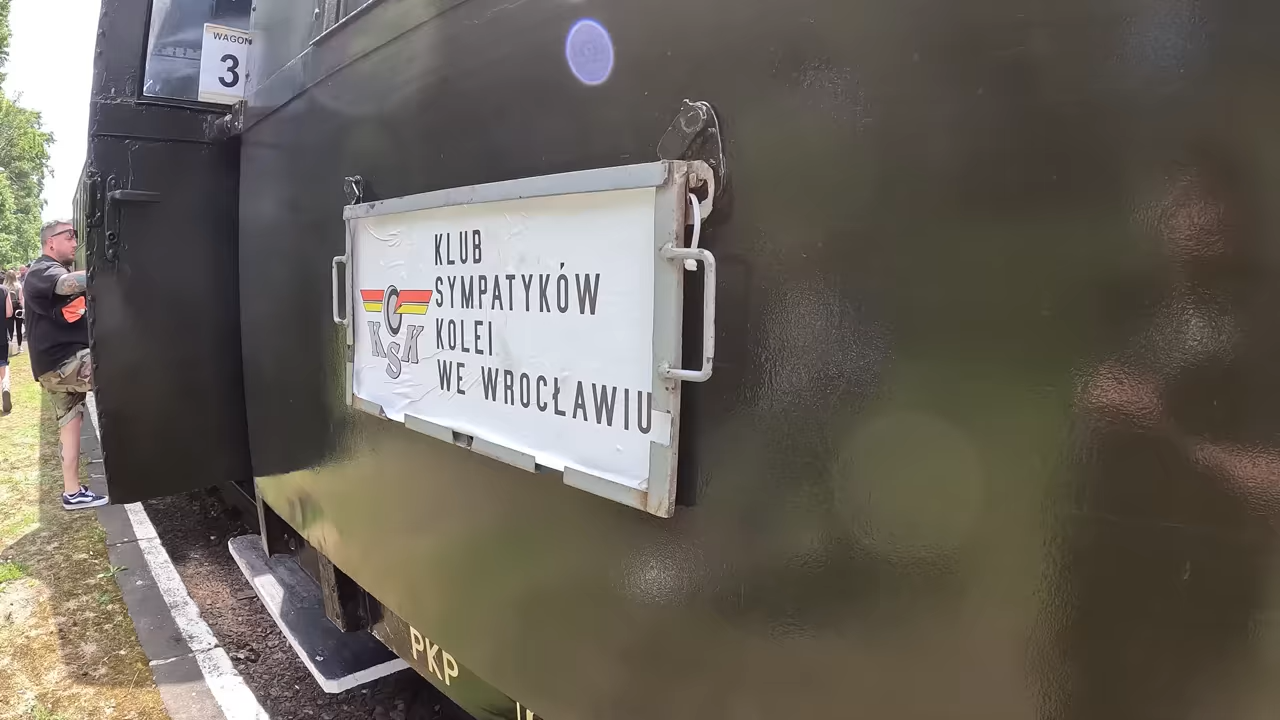 WAGON
3
KLUB
SYMPATYKÓW
KOLEI
WE WROCŁAWIU
KSK
PKP